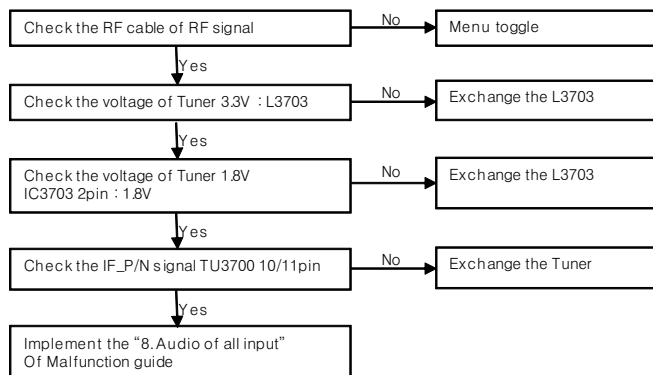 Check the RF cable of RF signal
No
Menu toggle
Yes
Check the voltage of Tuner 3.3V : L3703
No
Exchange the L3703
Yes
Check the voltage of Tuner 1.8V
IC3703 2pin : 1.8V
No
Exchange the L3703
Yes
Check the IF_P/N signal TU3700 10/11pin
No
Exchange the Tuner
Yes
Implement the “8.Audio of all input”
Of Malfunction guide